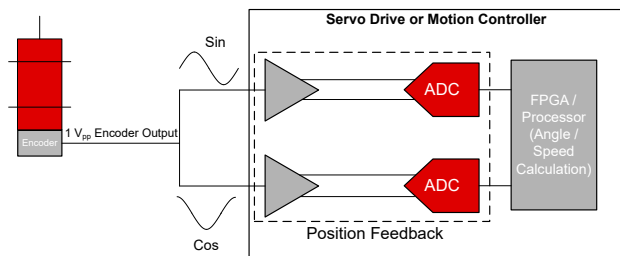 Servo Drive or Motion Controller
Sin
ADC
FPGA /
Processor
(Angle /
Speed
Calculation)
Encoder
1 Vpp Encoder Output
ADC
Cos
Position Feedback